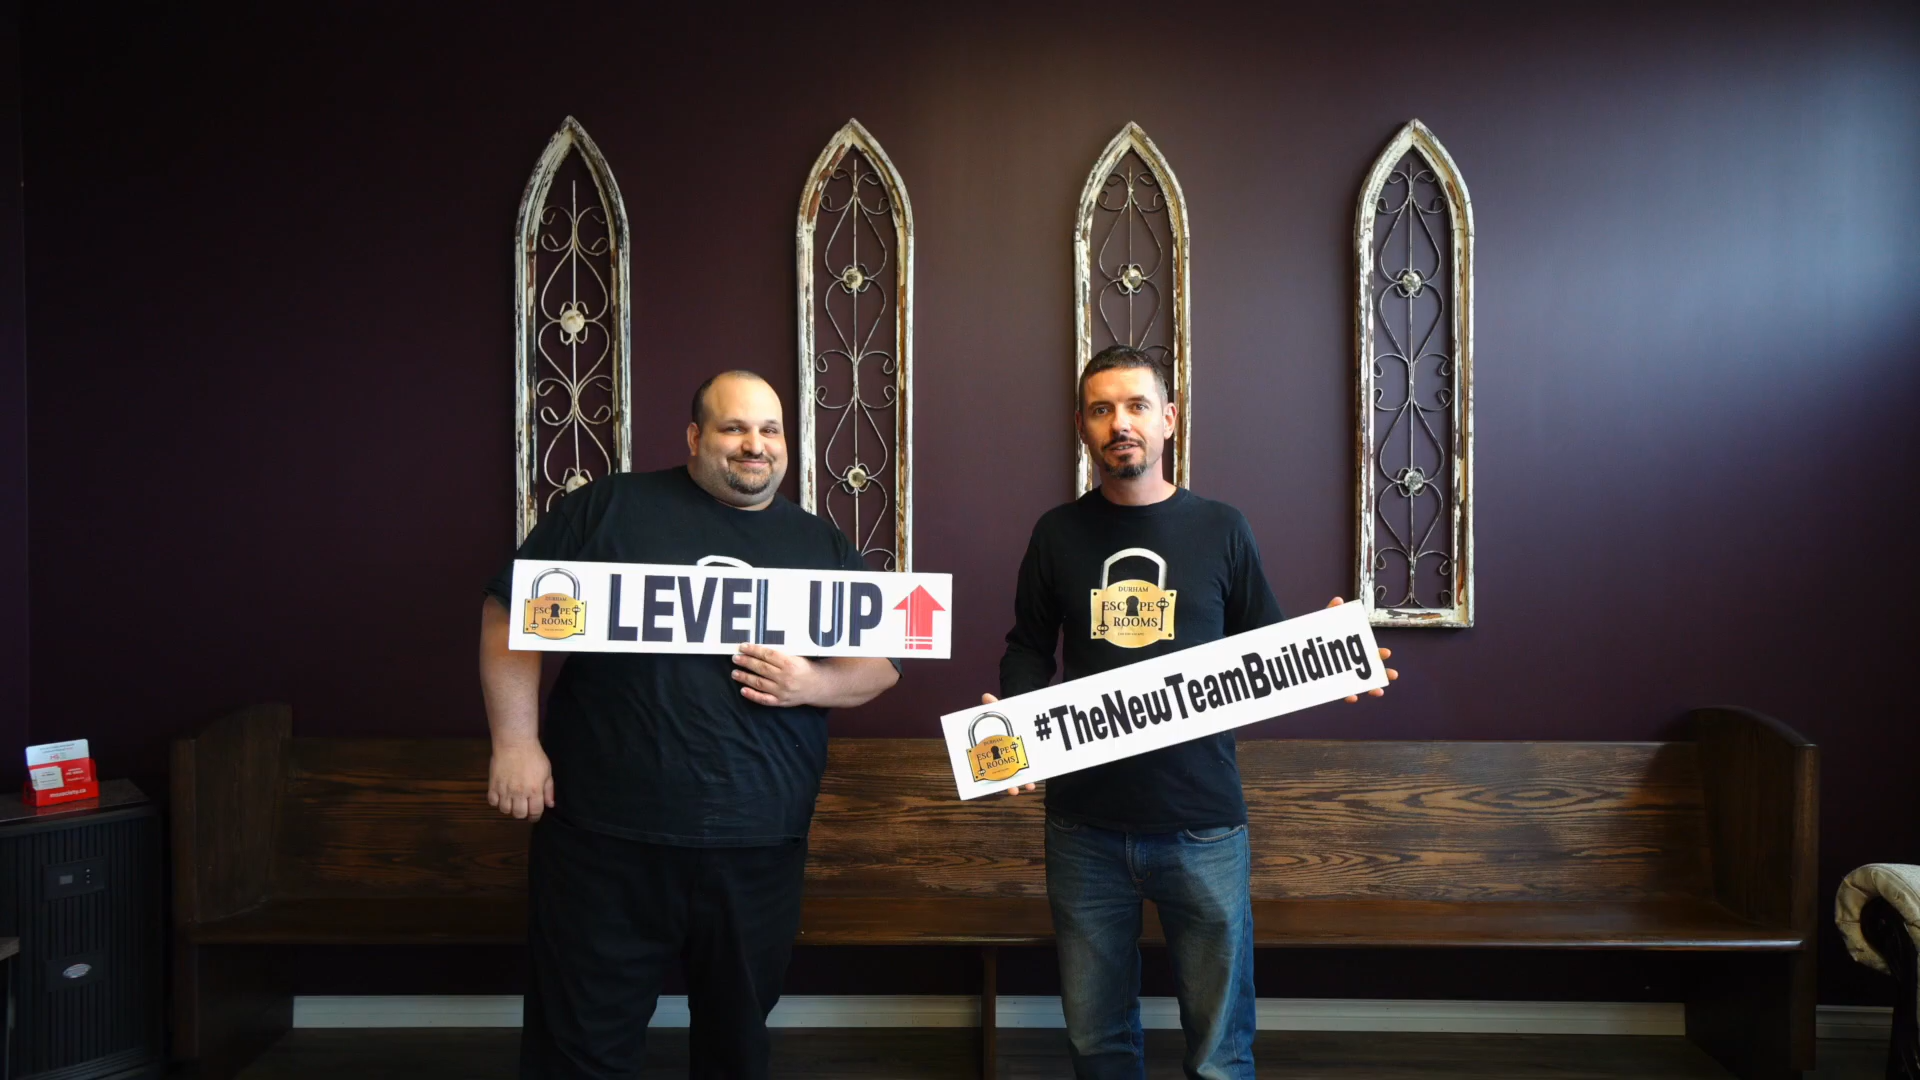 DURHAM
ESCAPE
ROOMS
LEVEL UP
DURHAM
ESCAPE
ROOMS
DURHAM
ESCAPE
ROOMS
#TheNewTeamBuilding